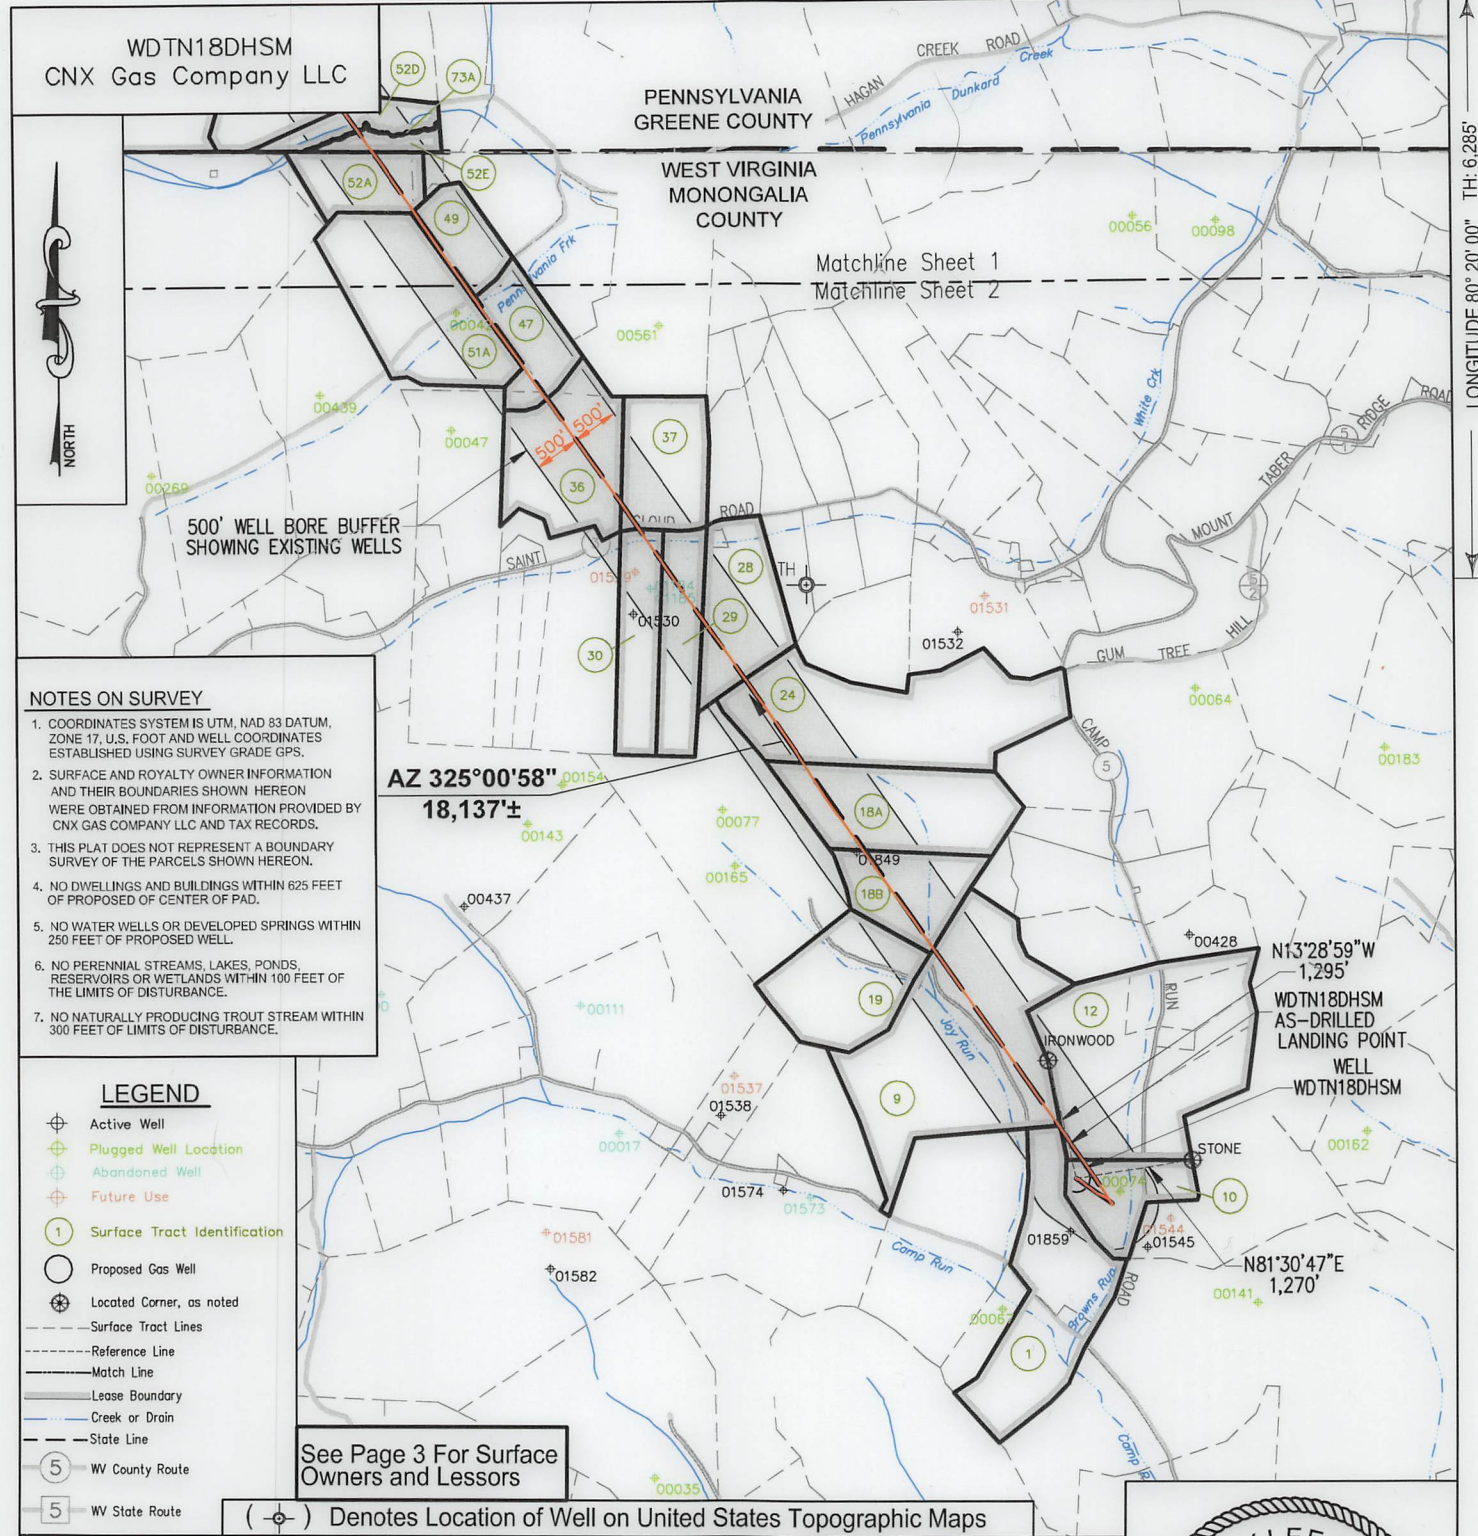 WDTN18DHSM
CNX Gas Company LLC
52D
73A
PENNSYLVANIA
GREENE COUNTY
HAGAN CREEK ROAD
Pennsylvania Dunkard Creek
WEST VIRGINIA
MONONGALIA
COUNTY
52A
52E
49
NORTH
00056
00098
Matchline Sheet 1
Matchline Sheet 2
47
51A
00561
00439
00047
00269
White Crk
500'
500'
37
36
MOUNT TABER RIDGE ROAD
5
1
LONGITUDE 80° 20' 00"
TH: 6,285'
500' WELL BORE BUFFER
SHOWING EXISTING WELLS
SAINT CLOUD ROAD
28
TH
01530
29
30
01531
01532
5
2
GUM TREE HILL
24
00064
00183
CAMP RUN ROAD
5
NOTES ON SURVEY
1. COORDINATES SYSTEM IS UTM, NAD 83 DATUM,
ZONE 17, U.S. FOOT AND WELL COORDINATES
ESTABLISHED USING SURVEY GRADE GPS.
2. SURFACE AND ROYALTY OWNER INFORMATION
AND THEIR BOUNDARIES SHOWN HEREON
WERE OBTAINED FROM INFORMATION PROVIDED BY
CNX GAS COMPANY LLC AND TAX RECORDS.
3. THIS PLAT DOES NOT REPRESENT A BOUNDARY
SURVEY OF THE PARCELS SHOWN HEREON.
4. NO DWELLINGS AND BUILDINGS WITHIN 625 FEET
OF PROPOSED OF CENTER OF PAD.
5. NO WATER WELLS OR DEVELOPED SPRINGS WITHIN
250 FEET OF PROPOSED WELL.
6. NO PERENNIAL STREAMS, LAKES, PONDS,
RESERVOIRS OR WETLANDS WITHIN 100 FEET OF
THE LIMITS OF DISTURBANCE.
7. NO NATURALLY PRODUCING TROUT STREAM WITHIN
300 FEET OF LIMITS OF DISTURBANCE.
AZ 325°00'58"
18,137'±
00154
00143
00077
00165
18A
01849
18B
00437
00428
19
12
IRONWOOD
Joy Run
N13°28'59"W
1,295'
WDTN18DHSM
AS-DRILLED
LANDING POINT
WELL
WDTN18DHSM
00111
01537
01538
00017
9
00162
STONE
00074
10
01574
01573
01859
01544
01545
N81°30'47"E
1,270'
00141
01581
01582
Camp Run
Browns Run
1
00035
LEGEND
Active Well
Plugged Well Location
Abandoned Well
Future Use
1 Surface Tract Identification
Proposed Gas Well
Located Corner, as noted
Surface Tract Lines
Reference Line
Match Line
Lease Boundary
Creek or Drain
State Line
5 WV County Route
5 WV State Route
See Page 3 For Surface
Owners and Lessors
( ) Denotes Location of Well on United States Topographic Maps